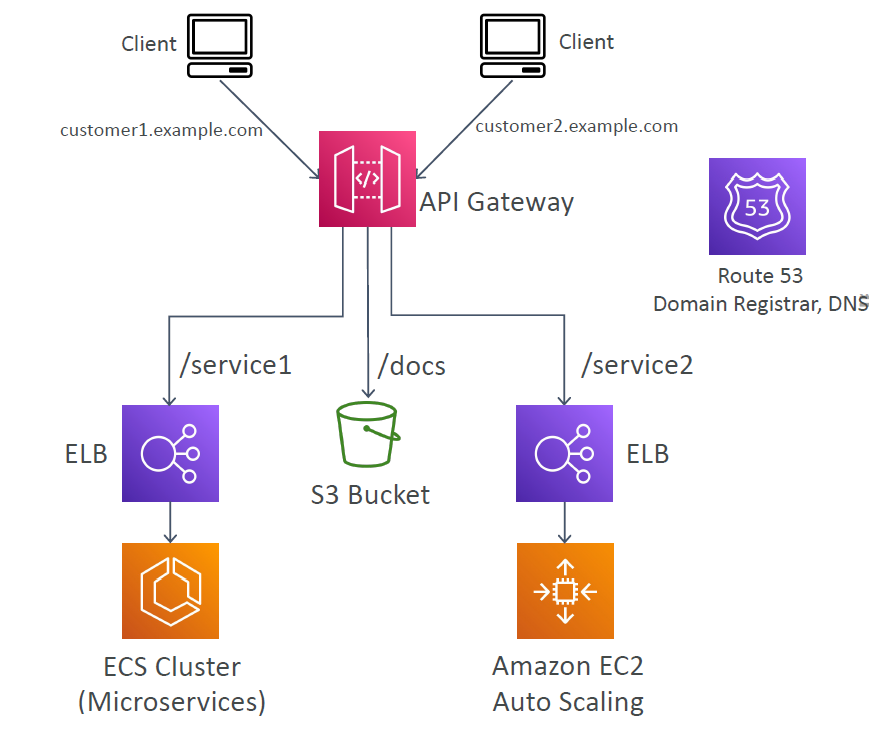 Client
Client
customer1.example.com
customer2.example.com
</>
API Gateway
53
Route 53
Domain Registrar, DNS
/service1
/docs
/service2
ELB
ELB
S3 Bucket
ECS Cluster
(Microservices)
Amazon EC2
Auto Scaling